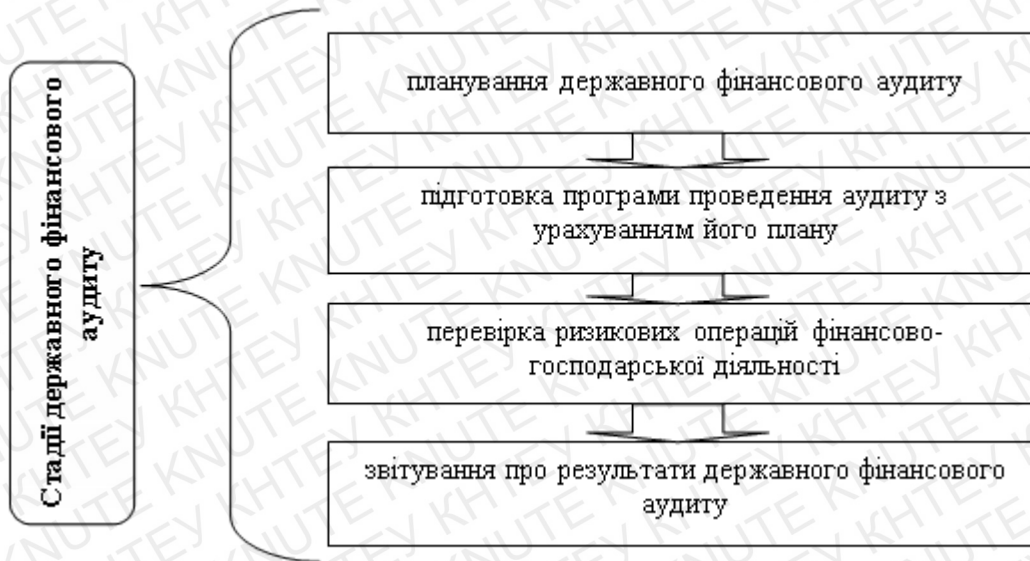 Стадії державного фінансового
аудиту
планування державного фінансового аудиту
підготовка програми проведення аудиту з
урахуванням його плану
перевірка ризикових операцій фінансово-
господарської діяльності
звітування про результати державного фінансового
аудиту